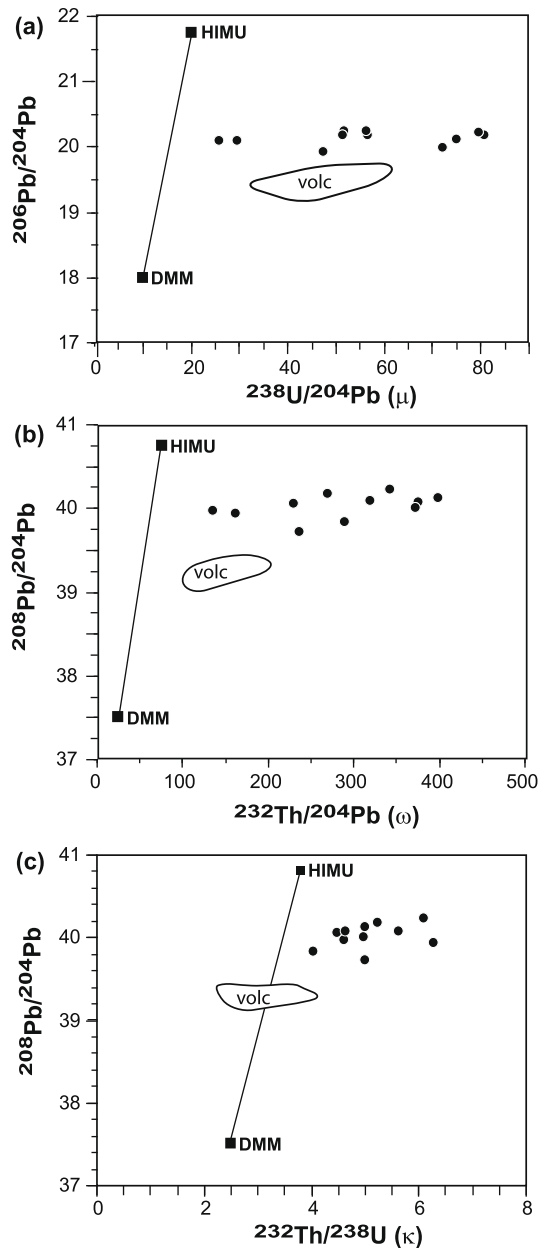 (a)
22
21
20
19
18
17
206Pb/204Pb
HIMU
volc
DMM
0 20 40 60 80
238U/204Pb (μ)
(b)
41
40
39
38
37
208Pb/204Pb
HIMU
volc
DMM
0 100 200 300 400 500
232Th/204Pb (ω)
(c)
41
40
39
38
37
208Pb/204Pb
HIMU
volc
DMM
0 2 4 6 8
232Th/238U (κ)